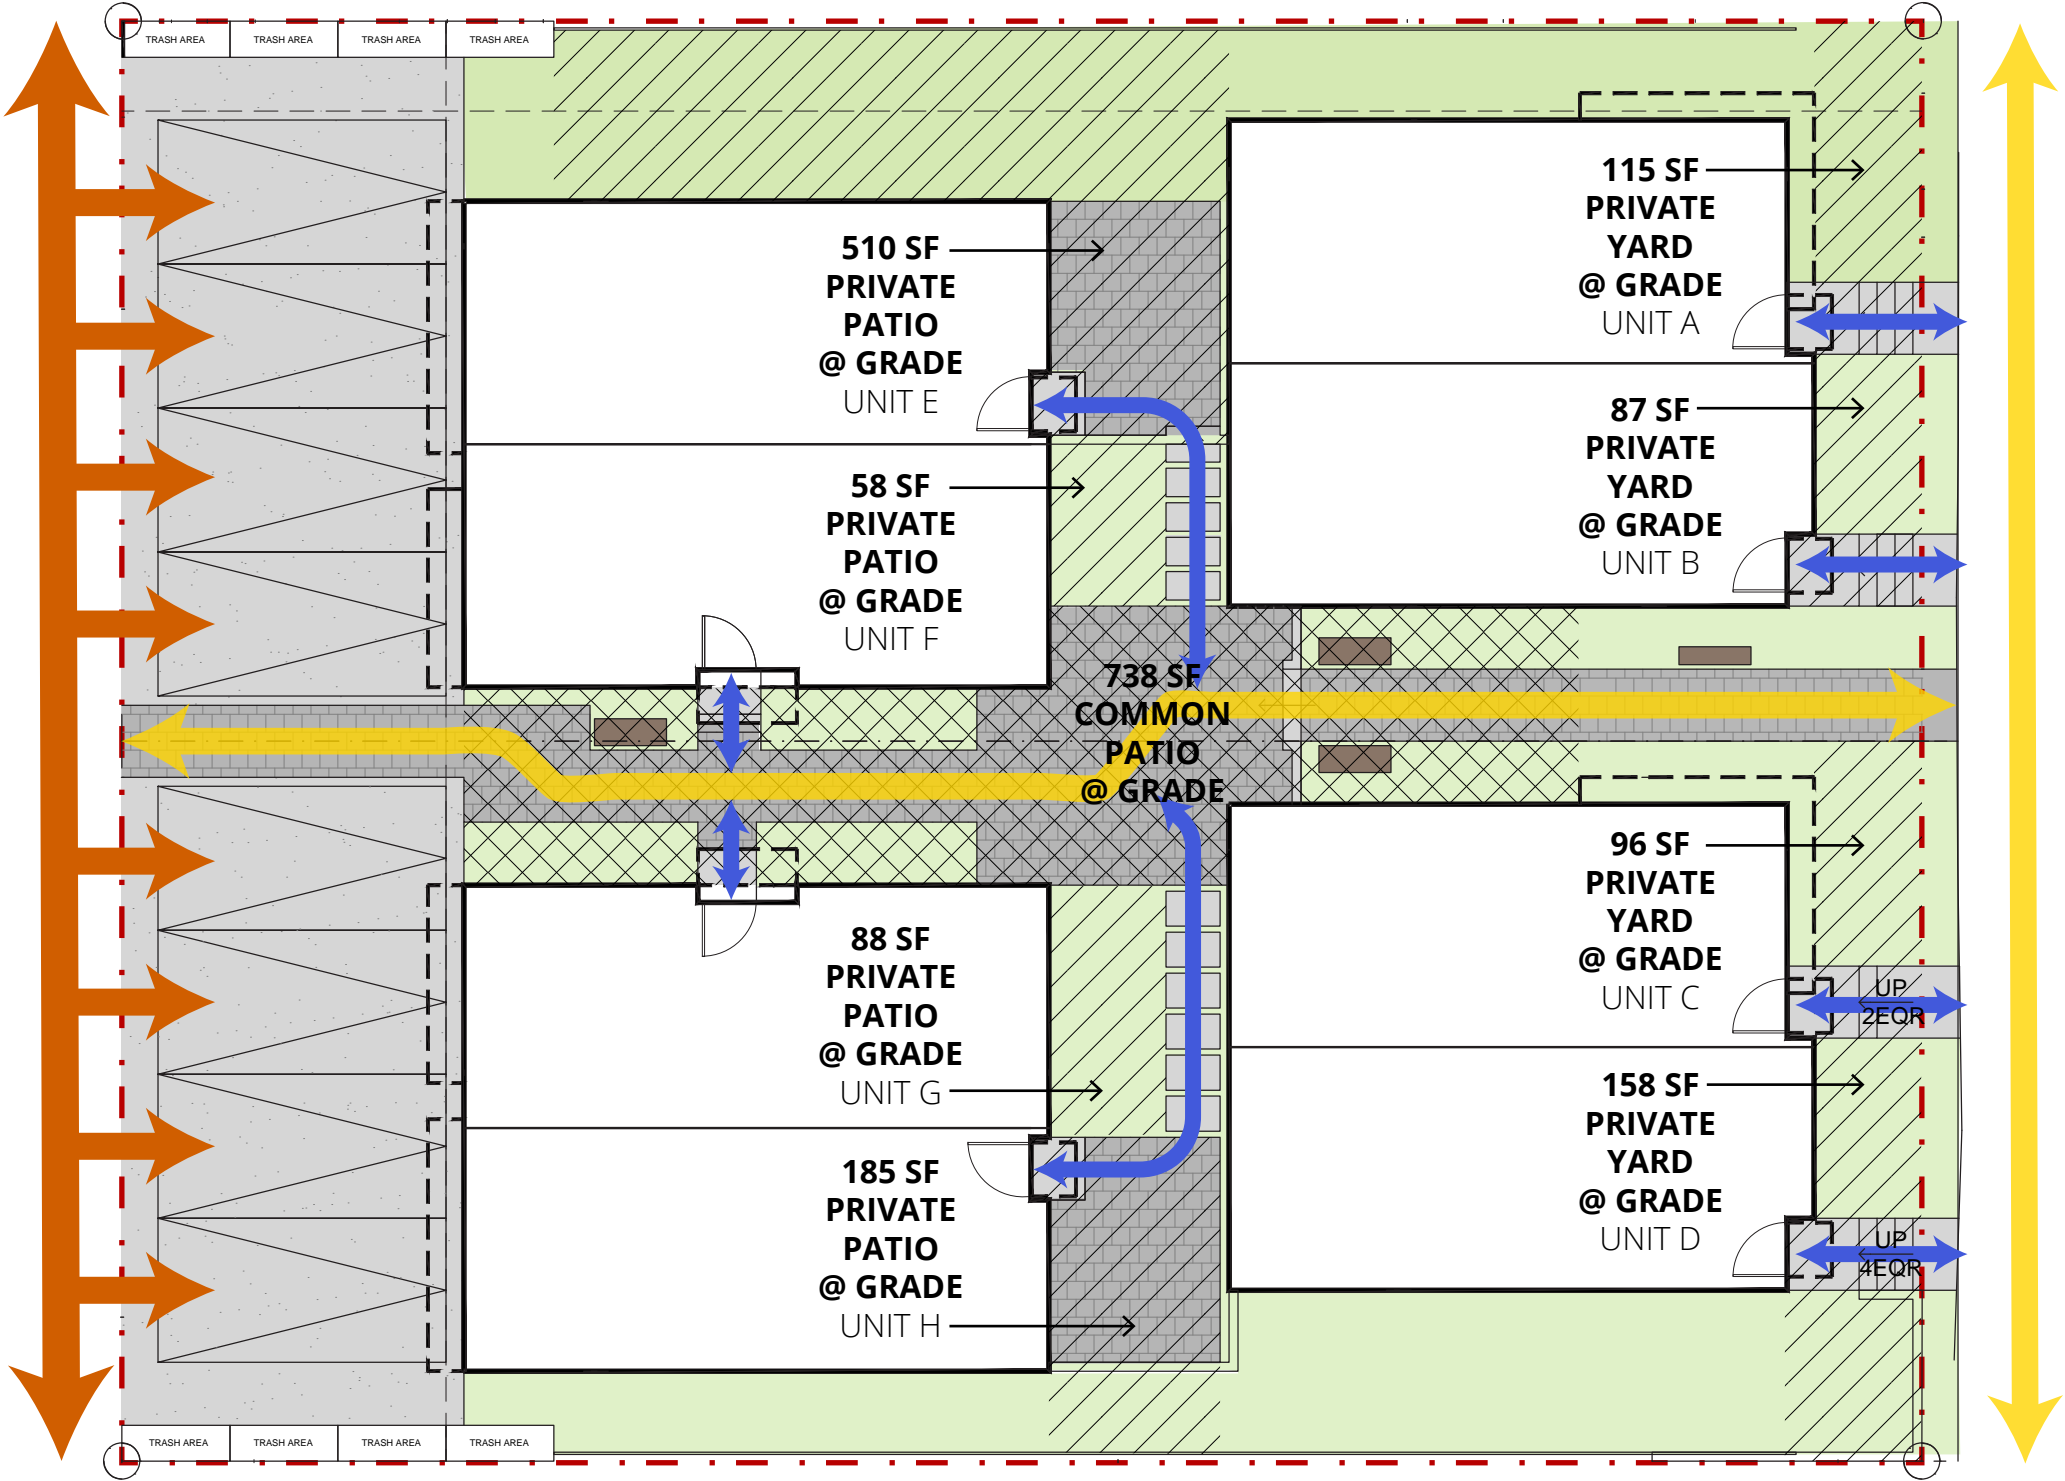 TRASH AREA
TRASH AREA
TRASH AREA
TRASH AREA
510 SF
PRIVATE
PATIO
@ GRADE
UNIT E
58 SF
PRIVATE
PATIO
@ GRADE
UNIT F
115 SF
PRIVATE
YARD
@ GRADE
UNIT A
87 SF
PRIVATE
YARD
@ GRADE
UNIT B
738 SF
COMMON
PATIO
@ GRADE
88 SF
PRIVATE
PATIO
@ GRADE
UNIT G
185 SF
PRIVATE
PATIO
@ GRADE
UNIT H
96 SF
PRIVATE
YARD
@ GRADE
UNIT C
UP
2EQR
158 SF
PRIVATE
YARD
@ GRADE
UNIT D
UP
4EQR
TRASH AREA
TRASH AREA
TRASH AREA
TRASH AREA